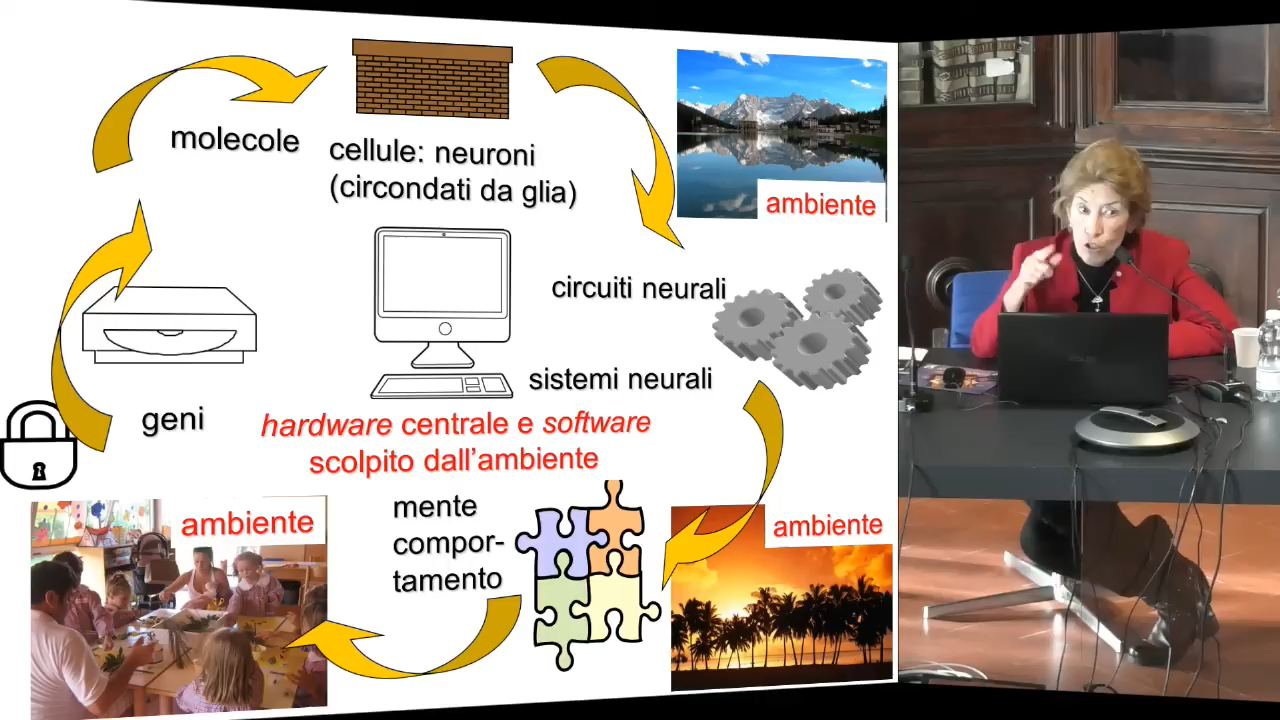 molecole
cellule: neuroni
(circondati da glia)
ambiente
circuiti neurali
sistemi neurali
geni
hardware centrale e software
scolpito dall'ambiente
ambiente
mente
compor-
tamento
ambiente